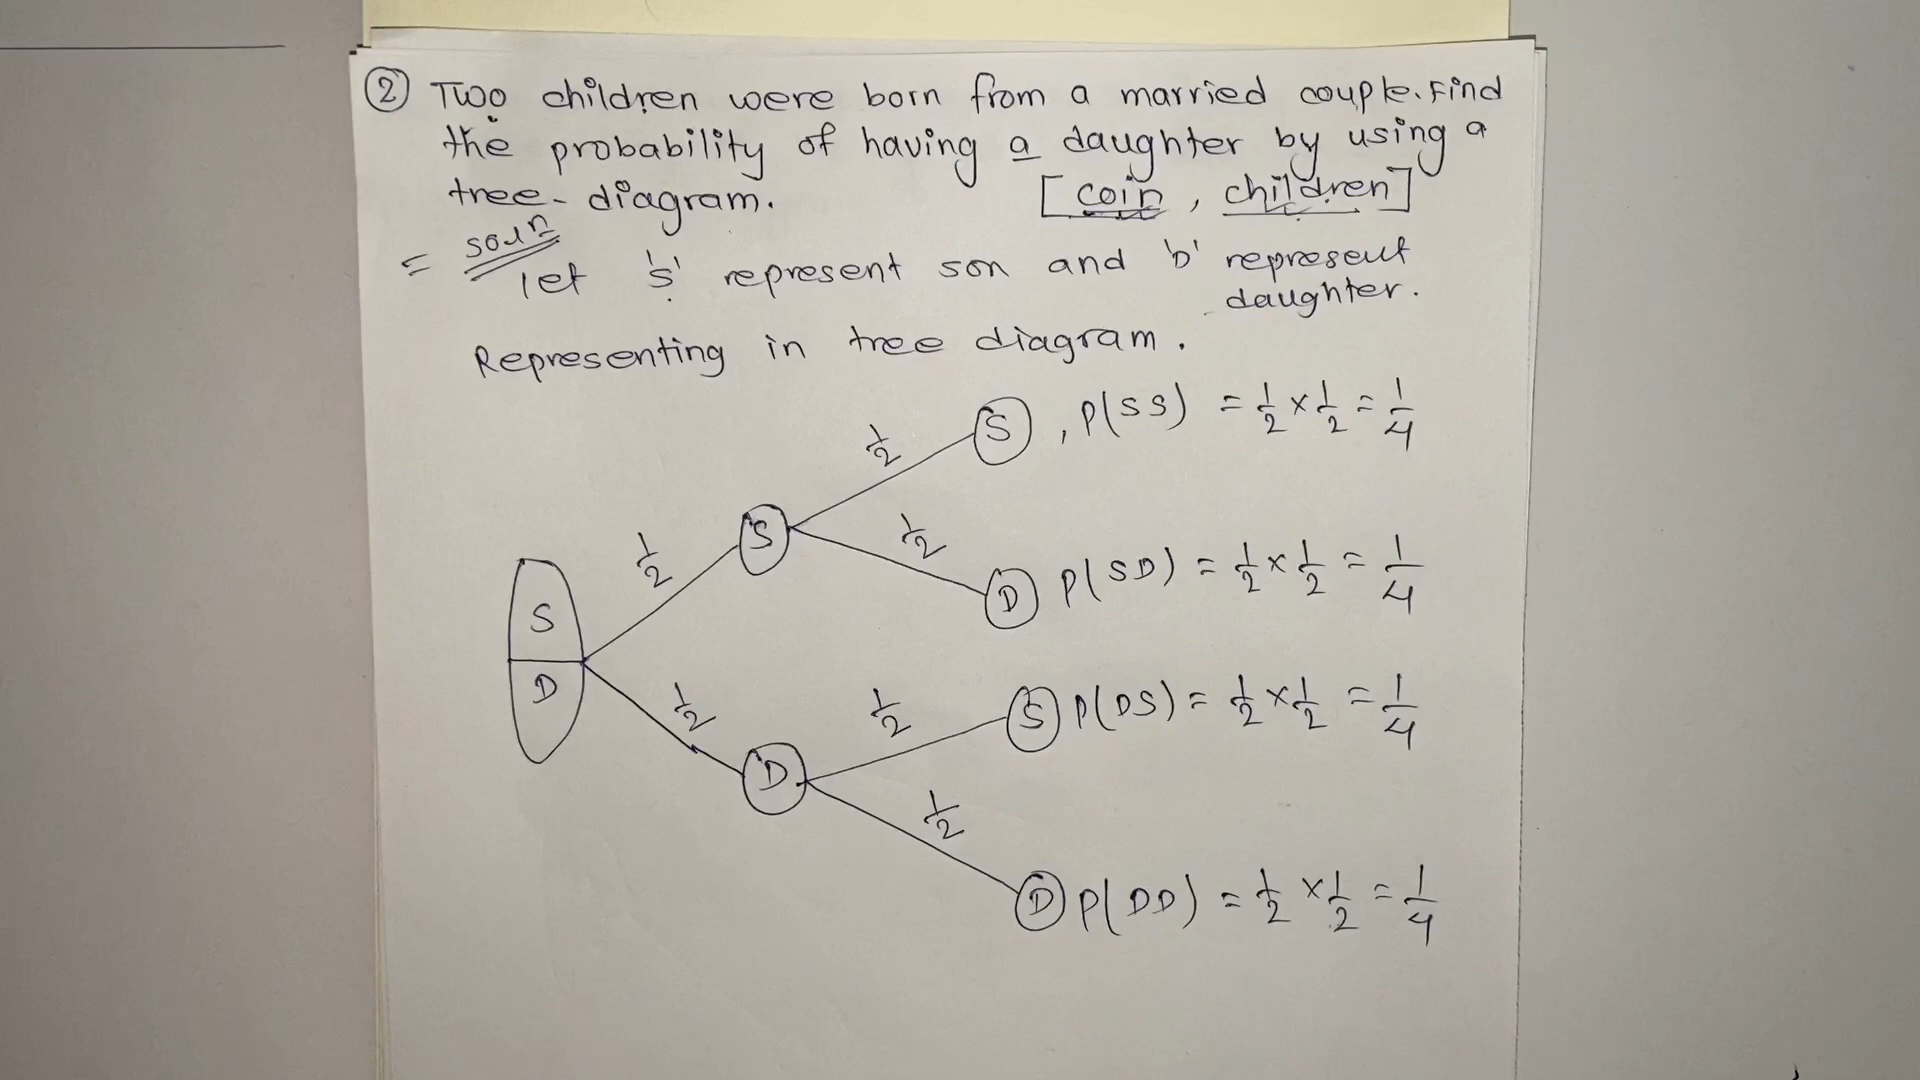 ② Two children were born from a married couple. Find
the probability of having a daughter by using a
tree-diagram. [coin, children]
= soln
let 's' represent son and 'D' represent
daughter.
Representing in tree diagram.
1/2 S, P(SS) = 1/2 × 1/2 = 1/4
1/2 S 1/2
D P(SD) = 1/2 × 1/2 = 1/4
S
D
1/2 1/2 S P(DS) = 1/2 × 1/2 = 1/4
D
1/2
D P(DD) = 1/2 × 1/2 = 1/4